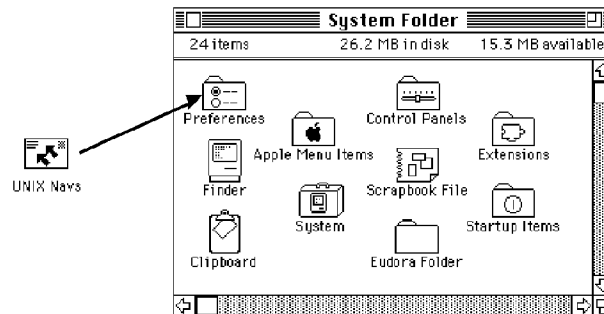 System Folder
24 items 26.2 MB in disk 15.3 MB available
Preferences
Control Panels
Apple Menu Items
Extensions
UNIX Navs
Finder
Scrapbook File
System
Startup Items
Clipboard
Eudora Folder